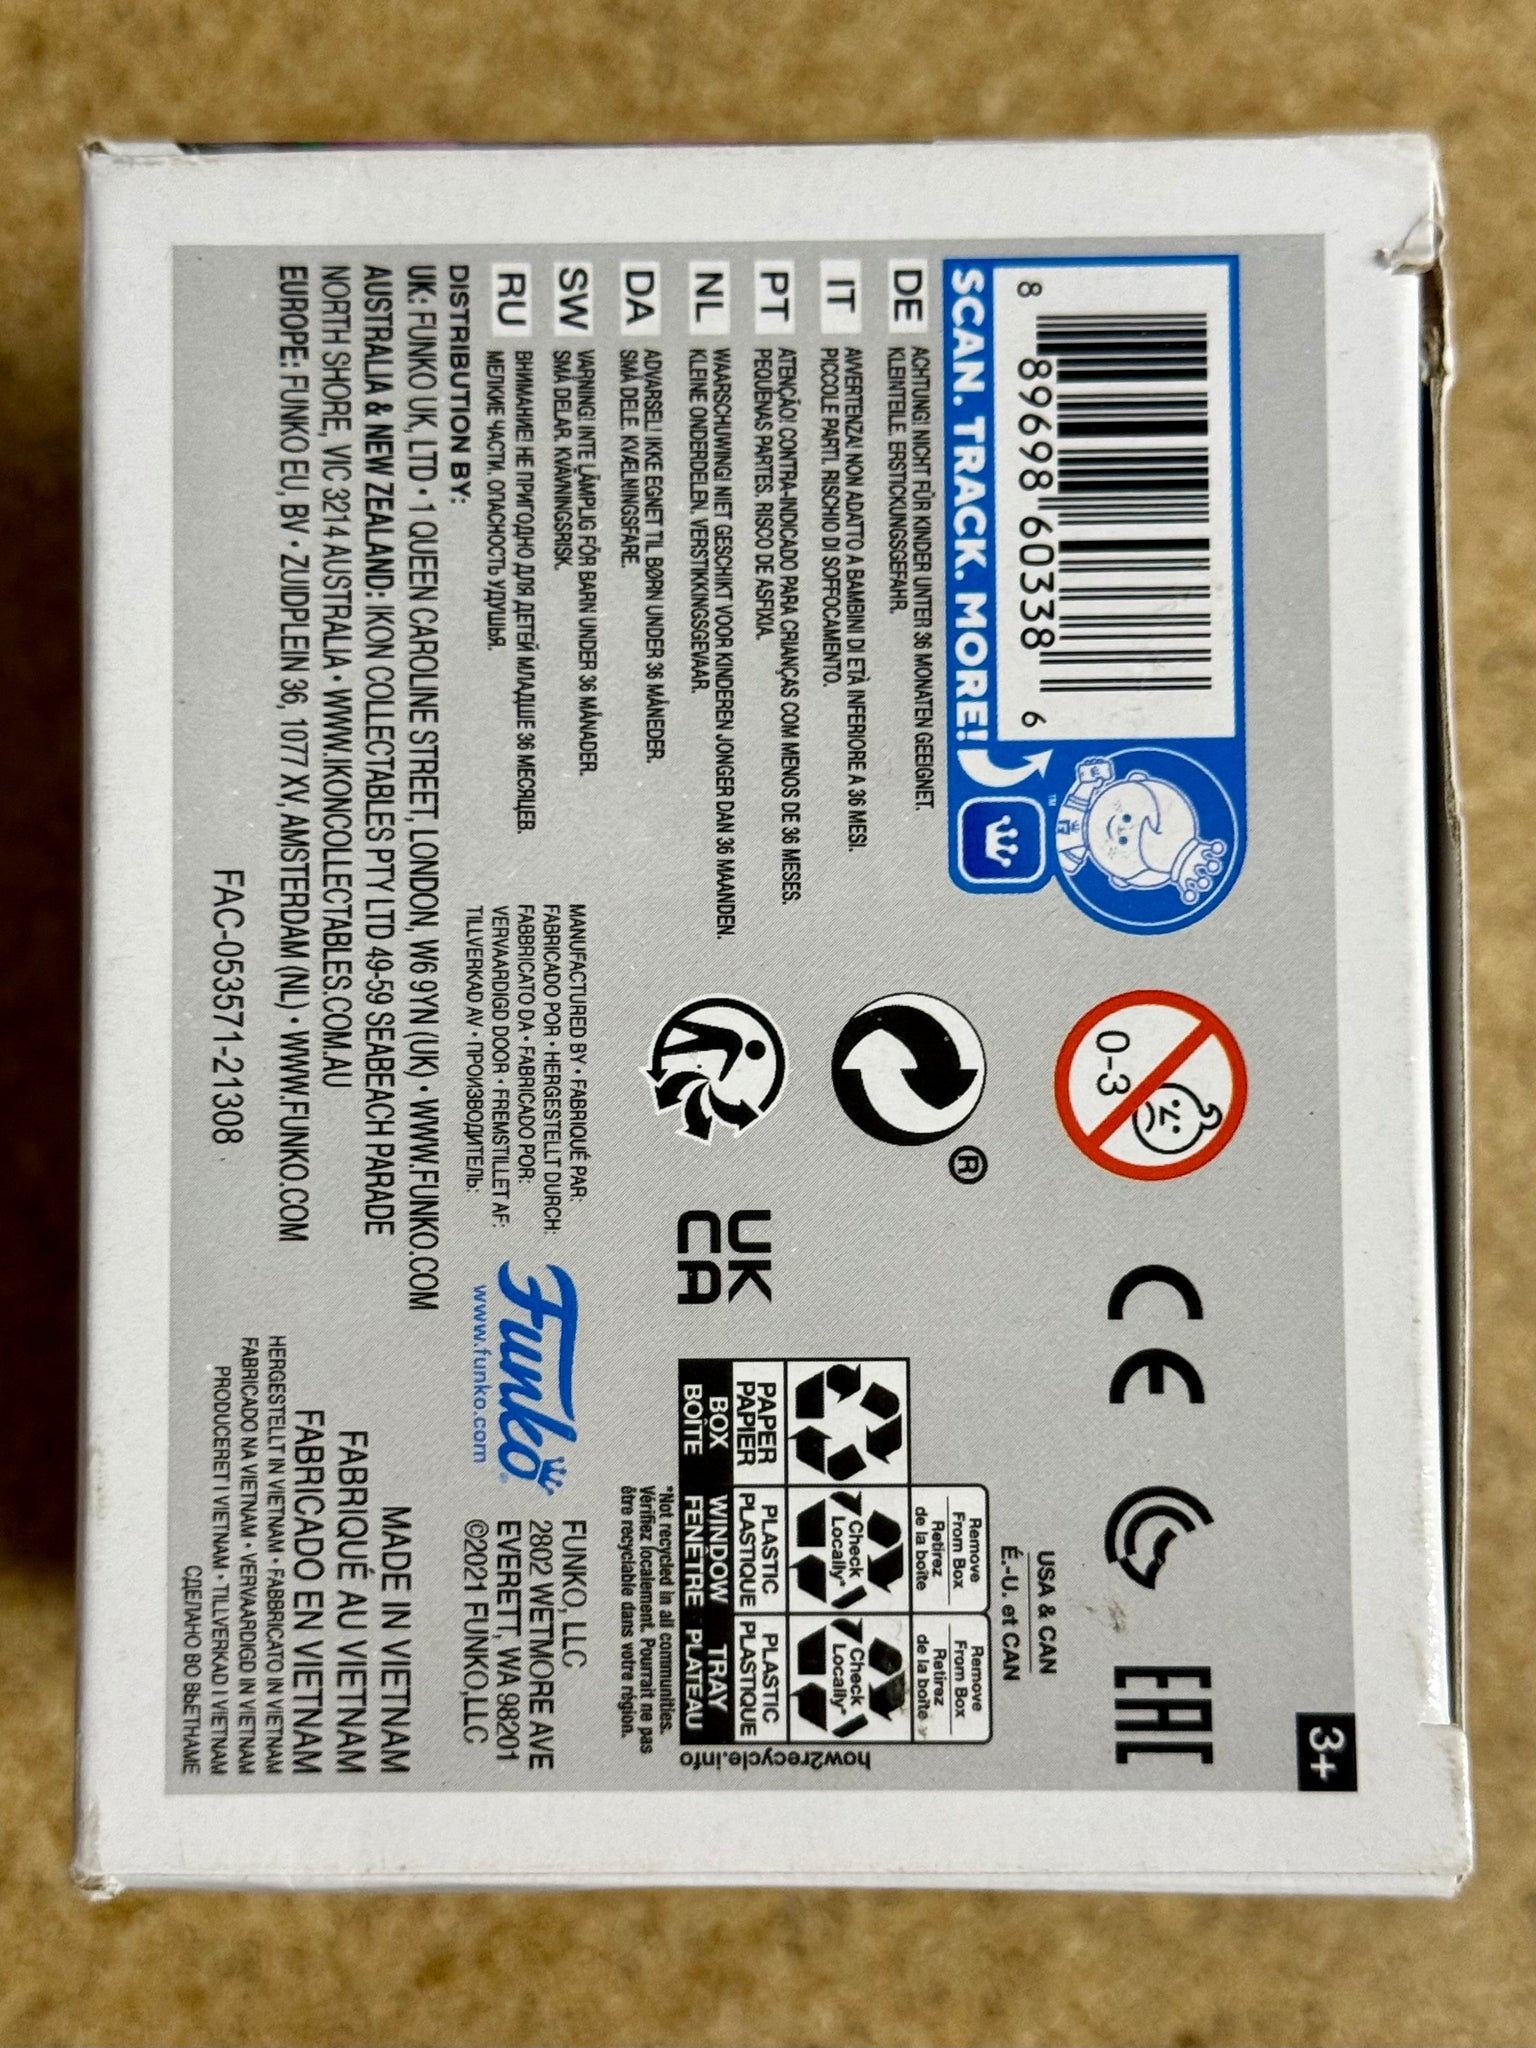 8 89698 60338 6
SCAN. TRACK. MORE!
TM
0-3
CE
EAC
3+
DE
ACHTUNG! NICHT FÜR KINDER UNTER 36 MONATEN GEEIGNET.
KLEINTEILE. ERSTICKUNGSGEFAHR.
IT
AVVERTENZA! NON ADATTO A BAMBINI DI ETÀ INFERIORE A 36 MESI.
PICCOLE PARTI. RISCHIO DI SOFFOCAMENTO.
PT
ATENÇÃO! CONTRA-INDICADO PARA CRIANÇAS COM MENOS DE 36 MESES.
PEQUENAS PARTES. RISCO DE ASFIXIA.
NL
WAARSCHUWING! NIET GESCHIKT VOOR KINDEREN JONGER DAN 36 MAANDEN.
KLEINE ONDERDELEN. VERSTIKKINGSGEVAAR.
DA
ADVARSEL! IKKE EGNET TIL BØRN UNDER 36 MÅNEDER.
SMÅ DELE. KVÆLNINGSFARE.
SW
VARNING! INTE LÄMPLIG FÖR BARN UNDER 36 MÅNADER.
SMÅ DELAR. KVÄVNINGSRISK.
RU
ВНИМАНИЕ! НЕ ПРИГОДНО ДЛЯ ДЕТЕЙ МЛАДШЕ 36 МЕСЯЦЕВ.
МЕЛКИЕ ЧАСТИ. ОПАСНОСТЬ УДУШЬЯ.
®
UK
CA
USA & CAN
É.-U. et CAN
Remove
From Box
Retirez
de la boîte
Remove
From Box
Retirez
de la boîte
Check
Locally*
Check
Locally*
PAPER
PAPIER
PLASTIC
PLASTIQUE
PLASTIC
PLASTIQUE
BOX
BOÎTE
WINDOW
FENÊTRE
TRAY
PLATEAU
how2recycle.info
*Not recycled in all communities.
Vérifiez localement. Pourrait ne pas
être recyclable dans votre région.
MANUFACTURED BY • FABRIQUÉ PAR:
FABRICADO POR • HERGESTELLT DURCH:
FABBRICATO DA • FABRICADO POR:
VERVAARDIGD DOOR • FREMSTILLET AF:
TILLVERKAD AV • ПРОИЗВОДИТЕЛЬ:
Funko
www.funko.com
FUNKO, LLC
2802 WETMORE AVE
EVERETT, WA 98201
©2021 FUNKO,LLC
DISTRIBUTION BY:
UK: FUNKO UK, LTD • 1 QUEEN CAROLINE STREET, LONDON, W6 9YN (UK) • WWW.FUNKO.COM
AUSTRALIA & NEW ZEALAND: IKON COLLECTABLES PTY LTD 49-59 SEABEACH PARADE
NORTH SHORE, VIC 3214 AUSTRALIA • WWW.IKONCOLLECTABLES.COM.AU
EUROPE: FUNKO EU, BV • ZUIDPLEIN 36, 1077 XV, AMSTERDAM (NL) • WWW.FUNKO.COM
FAC-053571-21308
MADE IN VIETNAM
FABRIQUÉ AU VIETNAM
FABRICADO EN VIETNAM
HERGESTELLT IN VIETNAM • FABBRICATO IN VIETNAM
FABRICADO NA VIETNAM • VERVAARDIGD IN VIETNAM
PRODUCERET I VIETNAM • TILLVERKAD I VIETNAM
СДЕЛАНО ВО ВЬЕТНАМЕ